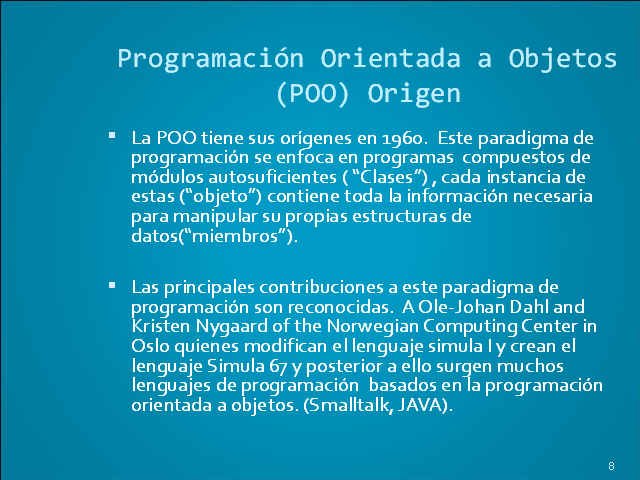 Programación Orientada a Objetos
(POO) Origen
▪ La POO tiene sus orígenes en 1960. Este paradigma de
programación se enfoca en programas compuestos de
módulos autosuficientes ( “Clases”) , cada instancia de
estas (“objeto”) contiene toda la información necesaria
para manipular su propias estructuras de
datos(“miembros”).
▪ Las principales contribuciones a este paradigma de
programación son reconocidas. A Ole-Johan Dahl and
Kristen Nygaard of the Norwegian Computing Center in
Oslo quienes modifican el lenguaje simula I y crean el
lenguaje Simula 67 y posterior a ello surgen muchos
lenguajes de programación basados en la programación
orientada a objetos. (Smalltalk, JAVA).
8